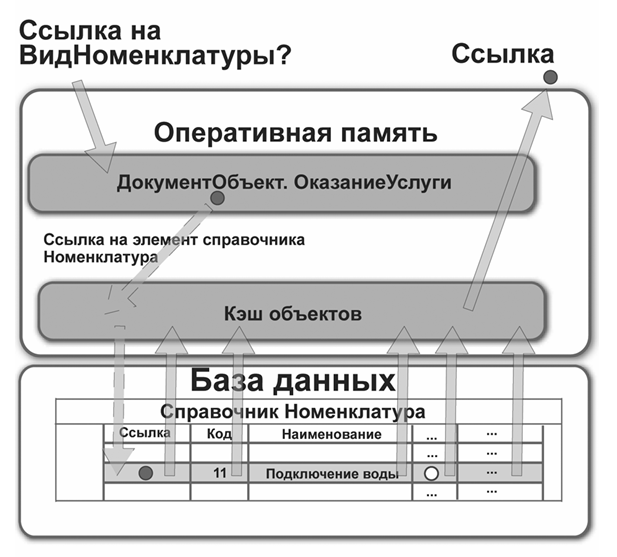 Ссылка на
ВидНоменклатуры?
Ссылка
Оперативная память
ДокументОбъект. ОказаниеУслуги
Ссылка на элемент справочника
Номенклатура
Кэш объектов
База данных
Справочник Номенклатура
Ссылка Код Наименование ... ...
... ...
11 Подключение воды ...
... ...